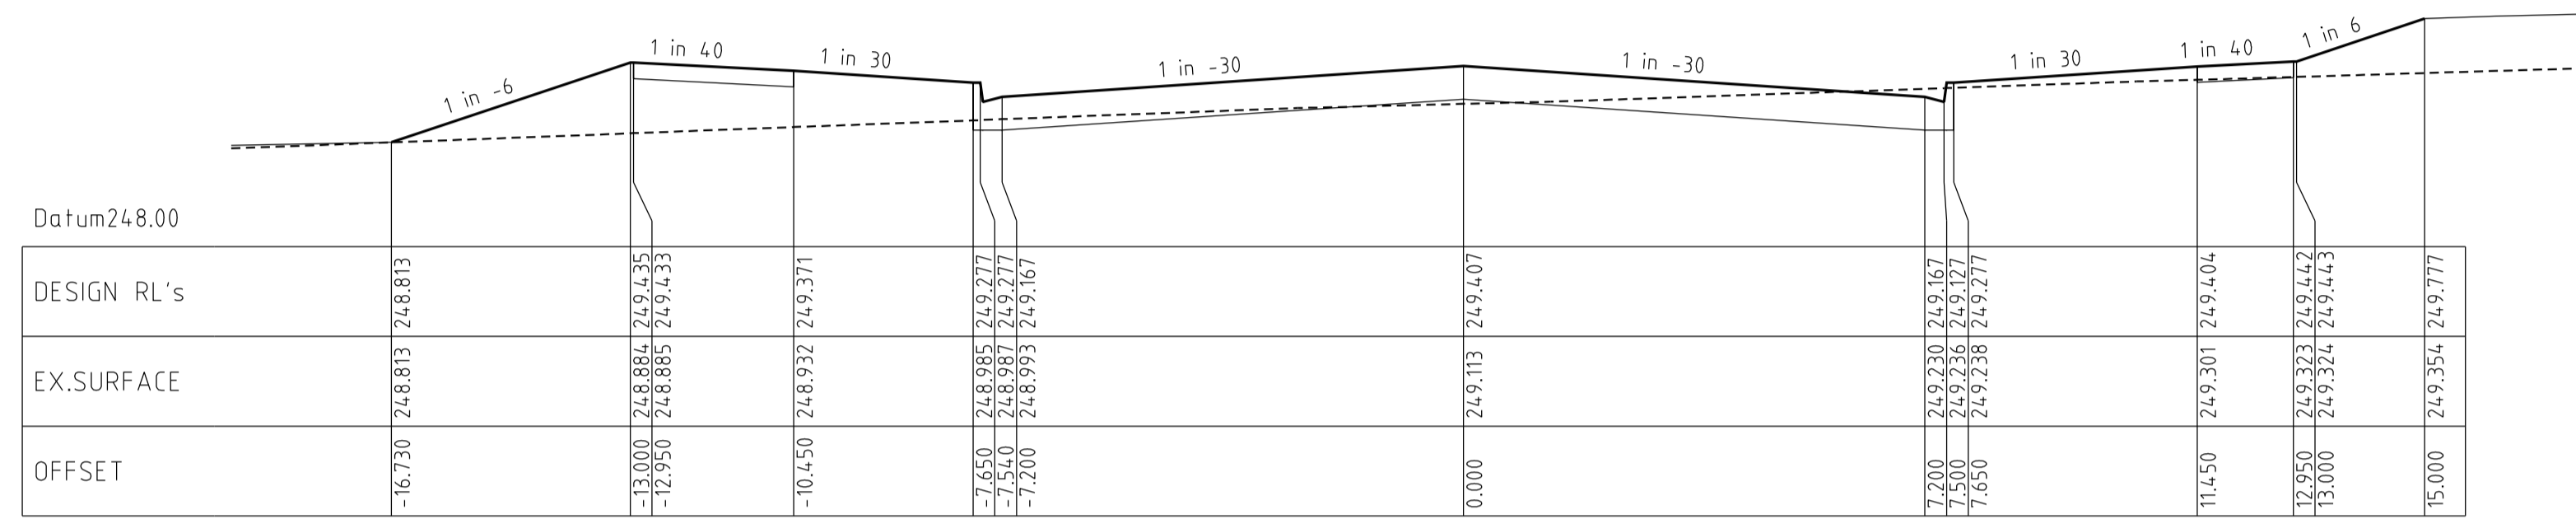 1 in -6
1 in 40
1 in 30
1 in -30
1 in -30
1 in 30
1 in 40
1 in 6
Datum248.00
DESIGN RL's 248.813 249.435 249.433 249.371 249.277 249.277 249.167 249.407 249.167 249.127 249.277 249.404 249.442 249.443 249.777
EX.SURFACE 248.813 248.884 248.885 248.932 248.985 248.987 248.993 249.113 249.230 249.236 249.238 249.301 249.323 249.324 249.354
OFFSET -16.730 -13.000 -12.950 -10.450 -7.650 -7.540 -7.200 0.000 7.200 7.500 7.650 11.450 12.950 13.000 15.000